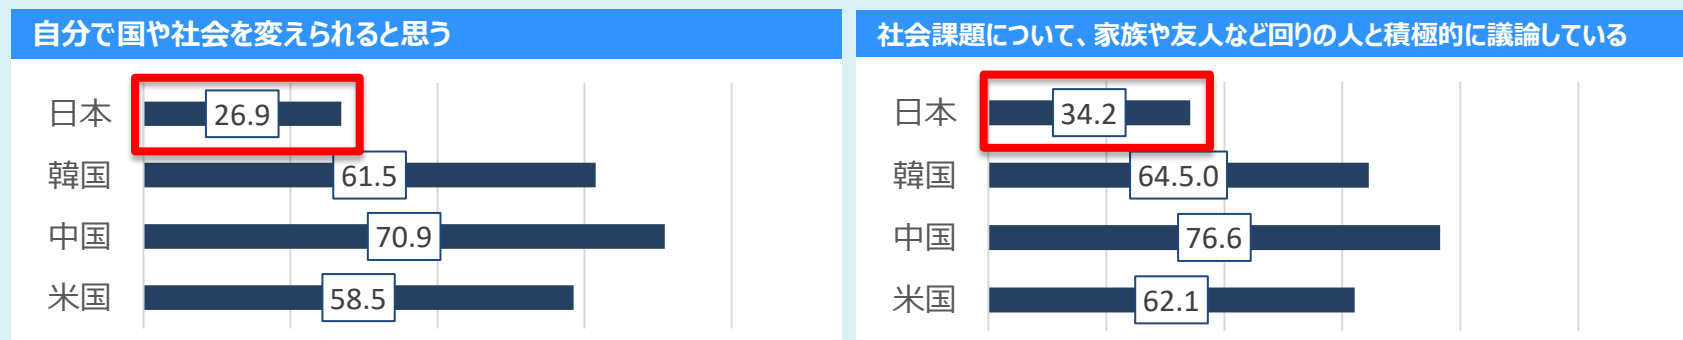 自分で国や社会を変えられると思う
日本 26.9
韓国 61.5
中国 70.9
米国 58.5
社会課題について、家族や友人など回りの人と積極的に議論している
日本 34.2
韓国 64.5.0
中国 76.6
米国 62.1